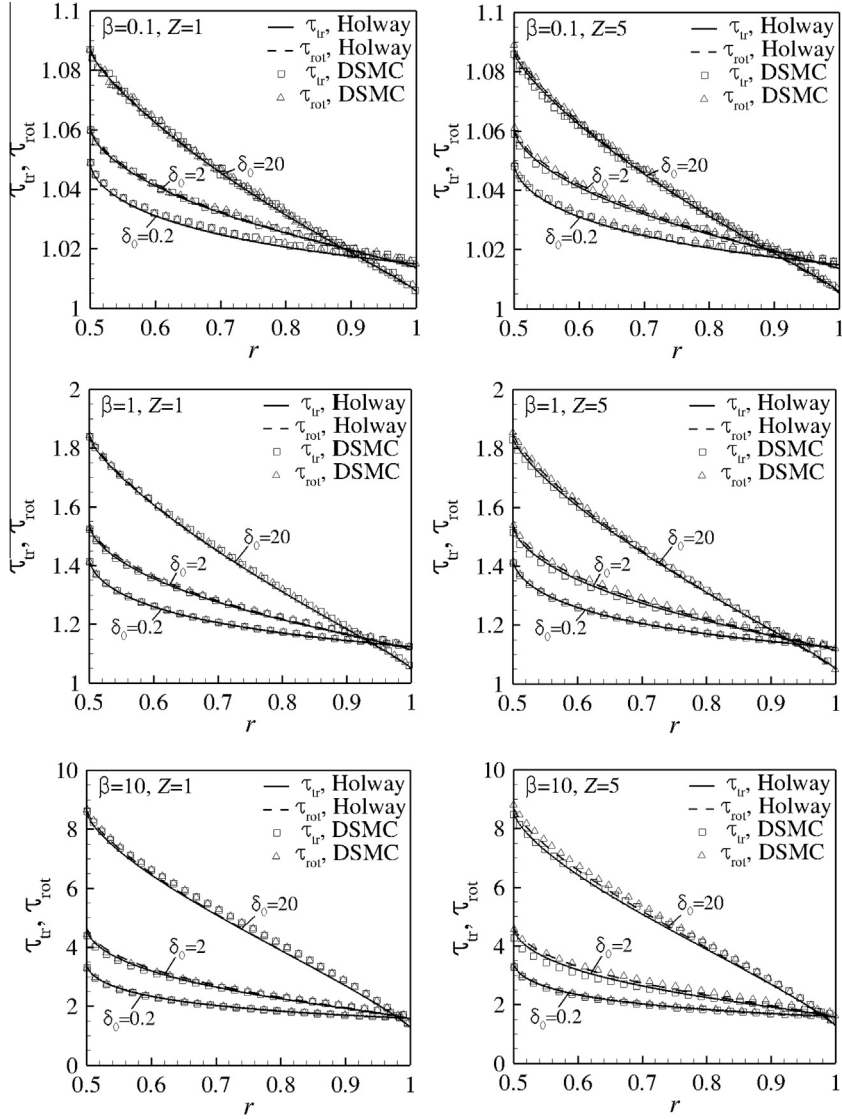 β=0.1, Z=1
τtr, Holway
τrot, Holway
τtr, DSMC
τrot, DSMC
δ0=20
δ0=2
δ0=0.2
τtr, τrot
1.1
1.08
1.06
1.04
1.02
1
0.5 0.6 0.7 0.8 0.9 1
r
β=0.1, Z=5
τtr, Holway
τrot, Holway
τtr, DSMC
τrot, DSMC
δ0=20
δ0=2
δ0=0.2
τtr, τrot
1.1
1.08
1.06
1.04
1.02
1
0.5 0.6 0.7 0.8 0.9 1
r
β=1, Z=1
τtr, Holway
τrot, Holway
τtr, DSMC
τrot, DSMC
δ0=20
δ0=2
δ0=0.2
τtr, τrot
2
1.8
1.6
1.4
1.2
1
0.5 0.6 0.7 0.8 0.9 1
r
β=1, Z=5
τtr, Holway
τrot, Holway
τtr, DSMC
τrot, DSMC
δ0=20
δ0=2
δ0=0.2
τtr, τrot
2
1.8
1.6
1.4
1.2
1
0.5 0.6 0.7 0.8 0.9 1
r
β=10, Z=1
τtr, Holway
τrot, Holway
τtr, DSMC
τrot, DSMC
δ0=20
δ0=2
δ0=0.2
τtr, τrot
10
8
6
4
2
0
0.5 0.6 0.7 0.8 0.9 1
r
β=10, Z=5
τtr, Holway
τrot, Holway
τtr, DSMC
τrot, DSMC
δ0=20
δ0=2
δ0=0.2
τtr, τrot
10
8
6
4
2
0
0.5 0.6 0.7 0.8 0.9 1
r